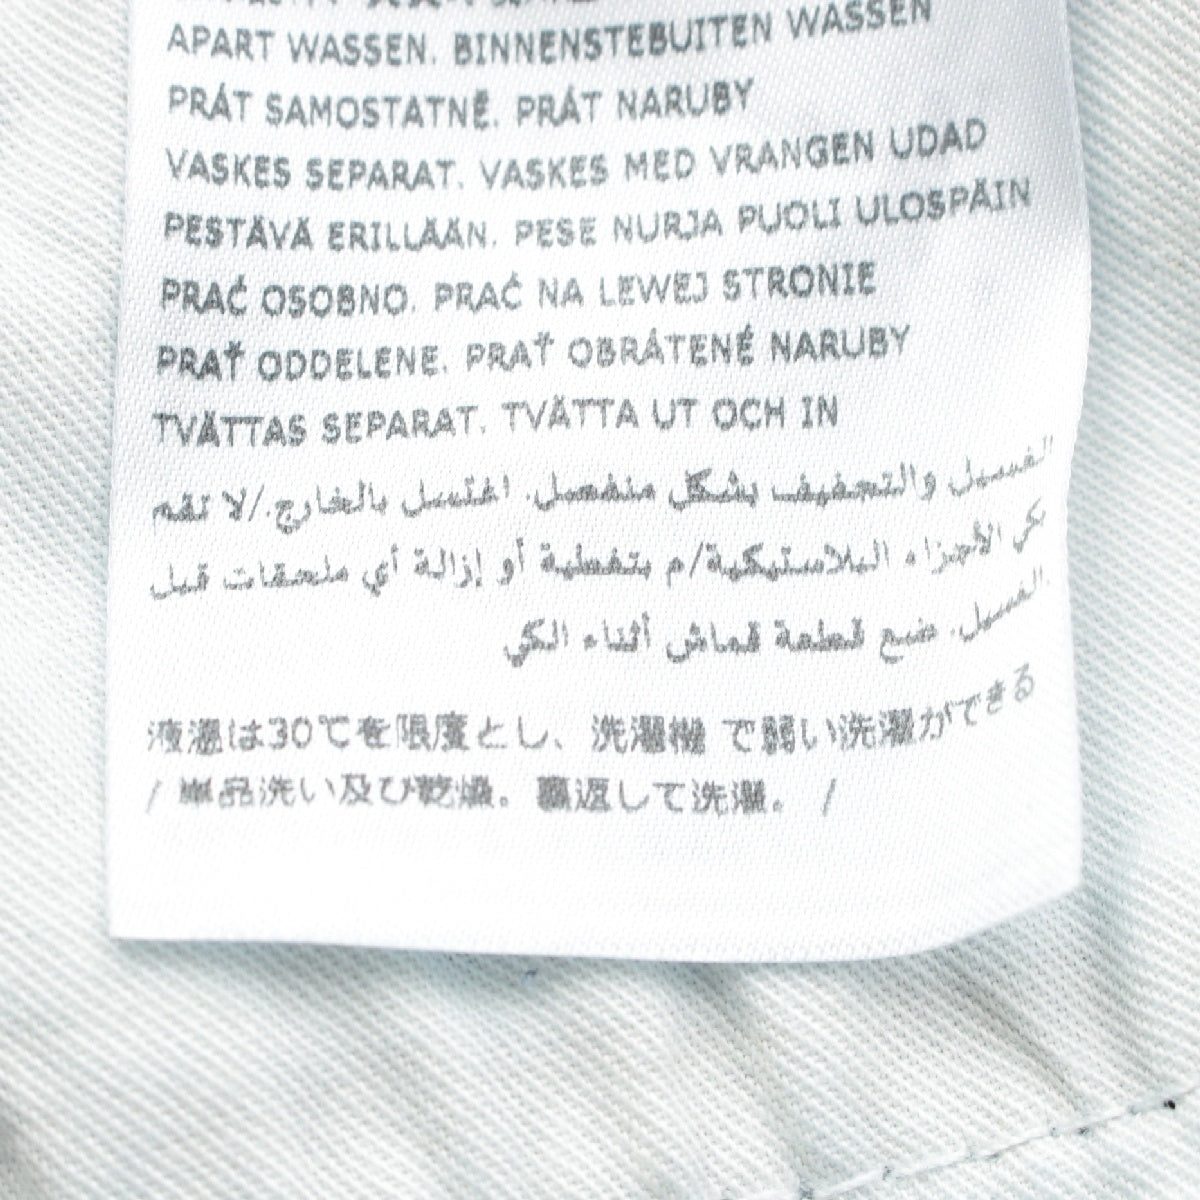 APART WASSEN. BINNENSTEBUITEN WASSEN
PRÁT SAMOSTATNĚ. PRÁT NARUBY
VASKES SEPARAT. VASKES MED VRANGEN UDAD
PESTÄVÄ ERILLÄÄN. PESE NURJA PUOLI ULOSPÄIN
PRAĆ OSOBNO. PRAĆ NA LEWEJ STRONIE
PRAŤ ODDELENE. PRAŤ OBRÁTENÉ NARUBY
TVÄTTAS SEPARAT. TVÄTTA UT OCH IN
الغسيل والتجفيف بشكل منفصل. اغتسل بالخارج./لا تقم
بكي الأجزاء البلاستيكية/م بتغطية أو إزالة أي ملحقات قبل
الغسيل. ضع قطعة قماش أثناء الكي
液温は30℃を限度とし、洗濯機 で弱い洗濯ができる
/ 単品洗い及び乾燥。裏返して洗濯。 /